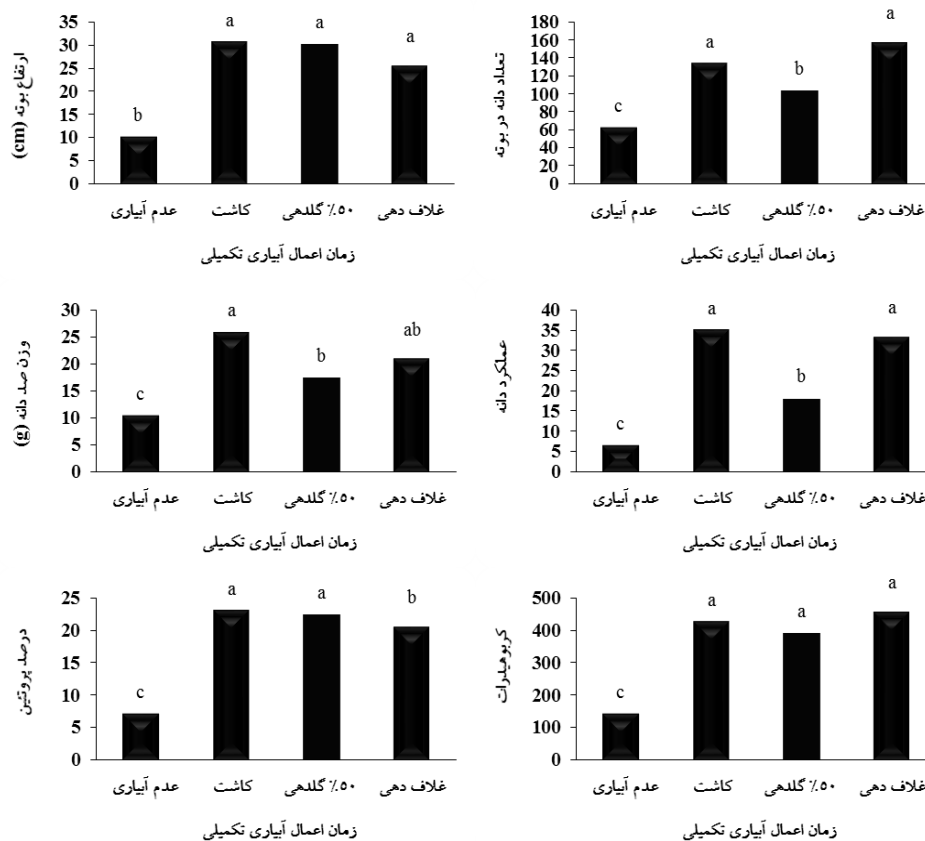 ارتفاع بوته (cm)
35
30
25
20
15
10
5
0
b
a
a
a
عدم آبیاری
کاشت
۵۰٪ گلدهی
غلاف دهی
زمان اعمال آبیاری تکمیلی
تعداد دانه در بوته
180
160
140
120
100
80
60
40
20
0
c
a
b
a
عدم آبیاری
کاشت
۵۰٪ گلدهی
غلاف دهی
زمان اعمال آبیاری تکمیلی
وزن صد دانه (g)
30
25
20
15
10
5
0
c
a
b
ab
عدم آبیاری
کاشت
۵۰٪ گلدهی
غلاف دهی
زمان اعمال آبیاری تکمیلی
عملکرد دانه
40
35
30
25
20
15
10
5
0
c
a
b
a
عدم آبیاری
کاشت
۵۰٪ گلدهی
غلاف دهی
زمان اعمال آبیاری تکمیلی
درصد پروتئین
25
20
15
10
5
0
c
a
a
b
عدم آبیاری
کاشت
۵۰٪ گلدهی
غلاف دهی
زمان اعمال آبیاری تکمیلی
کربوهیدرات
500
400
300
200
100
0
c
a
a
a
عدم آبیاری
کاشت
۵۰٪ گلدهی
غلاف دهی
زمان اعمال آبیاری تکمیلی